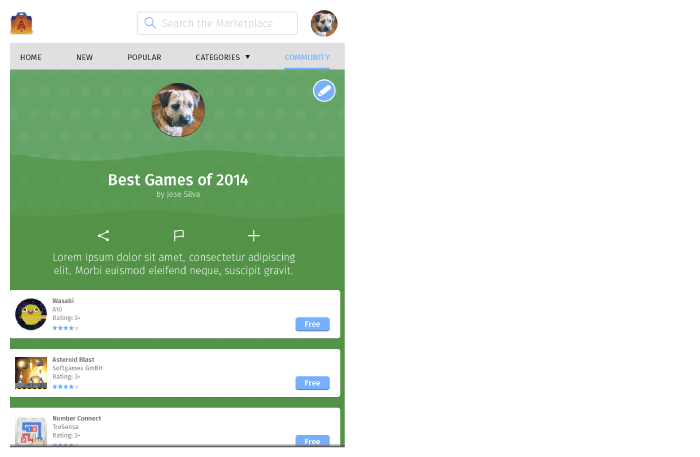 Search the Marketplace
HOME NEW POPULAR CATEGORIES COMMUNITY
Best Games of 2014
by Jose Silva
Lorem ipsum dolor sit amet, consectetur adipiscing
elit. Morbi euismod eleifend neque, suscipit gravit.
Wasabi
A10
Rating: 3+
Free
Asteroid Blast
Softgames GmBH
Rating: 3+
Free
Number Connect
TreSensa
Rating: 3+
Free